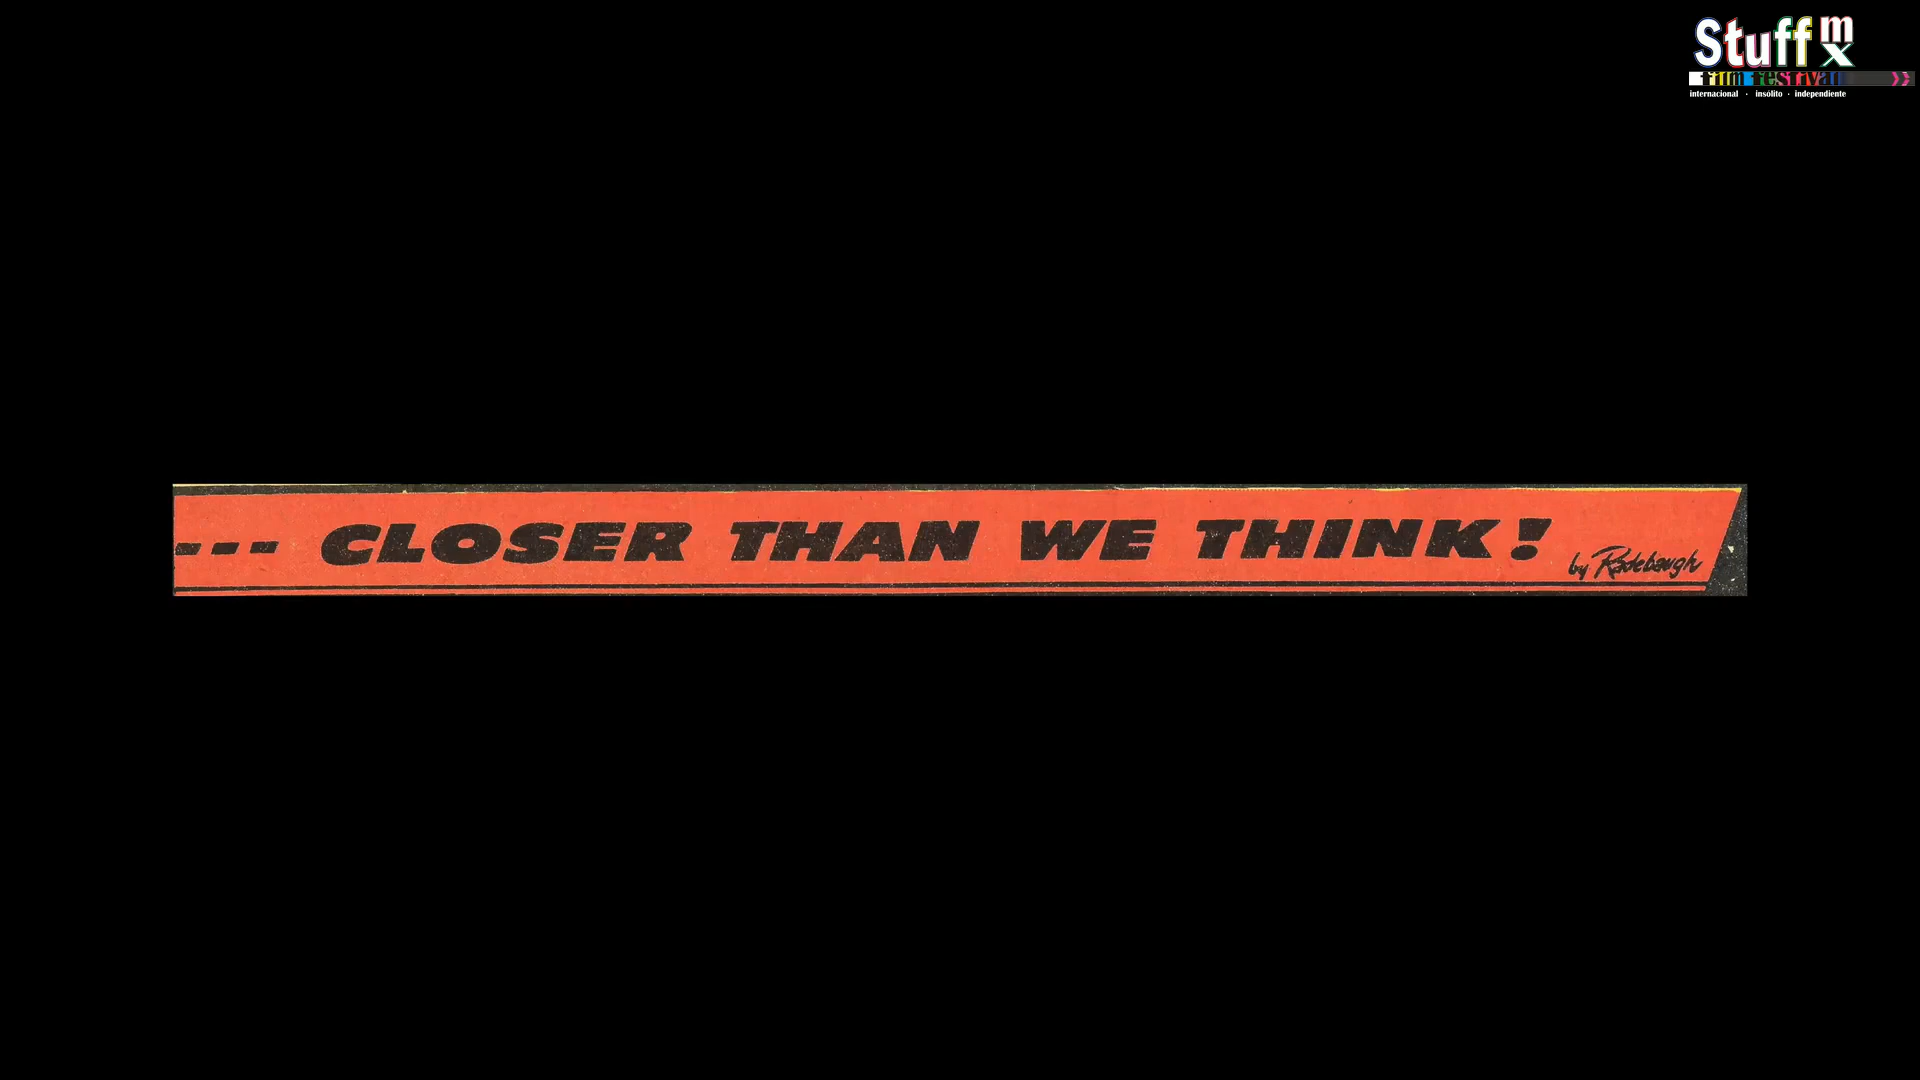 Stuff mx
film festival
internacional · insólito · independiente
--- CLOSER THAN WE THINK!
by Radebaugh